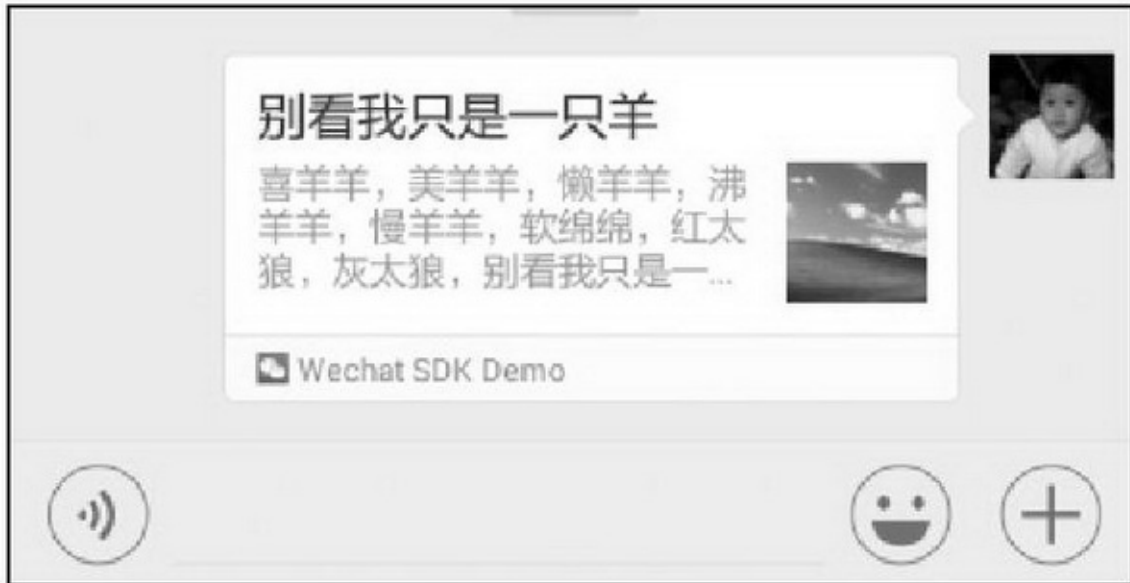 别看我只是一只羊
喜羊羊，美羊羊，懒羊羊，沸
羊羊，慢羊羊，软绵绵，红太
狼，灰太狼，别看我只是一...
Wechat SDK Demo